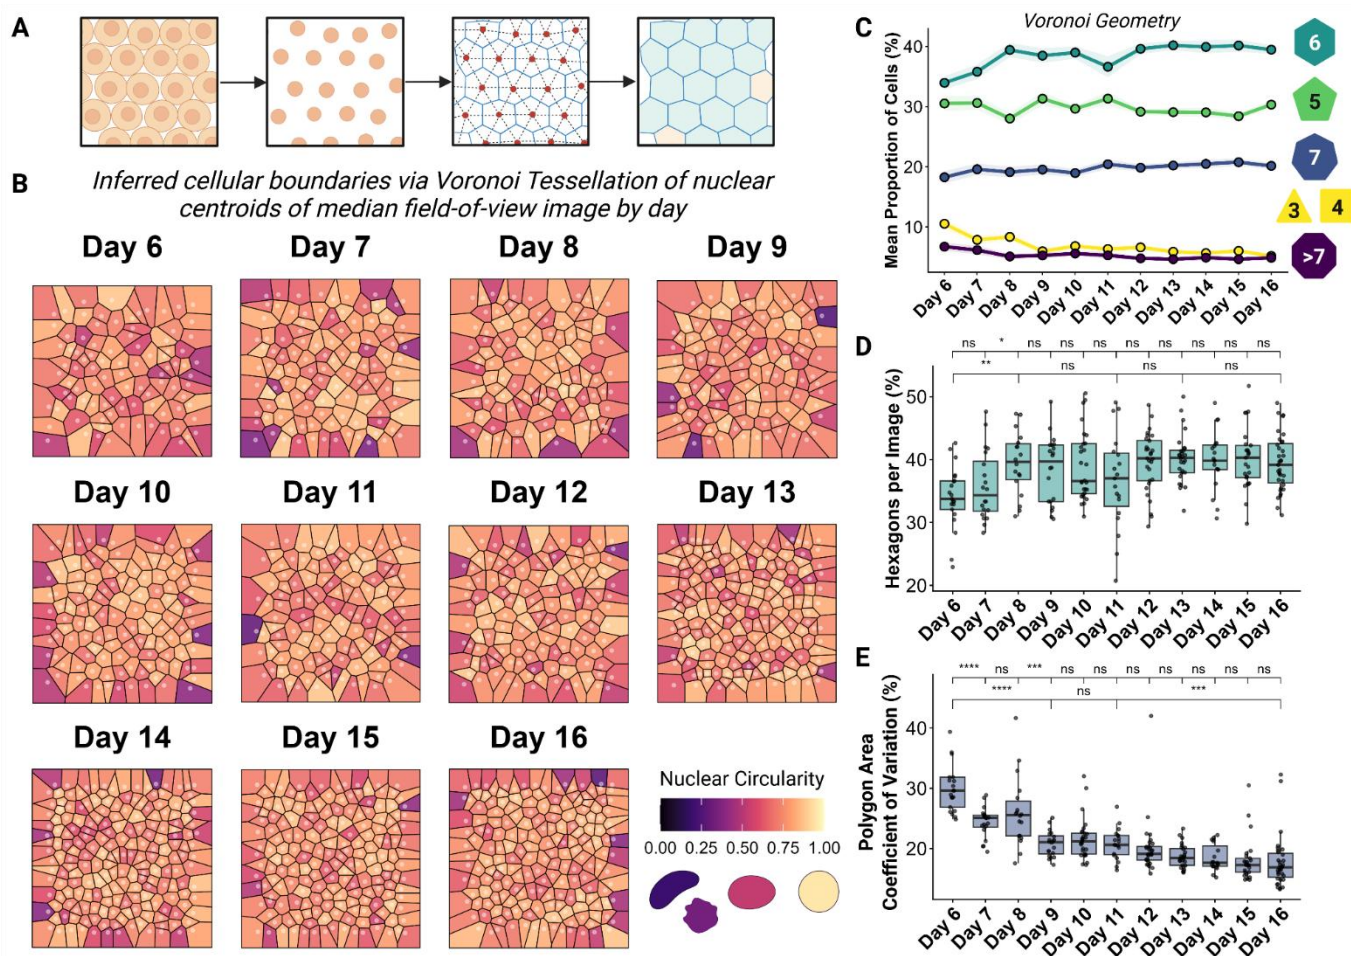 A
B
Inferred cellular boundaries via Voronoi Tessellation of nuclear
centroids of median field-of-view image by day
Day 6
Day 7
Day 8
Day 9
Day 10
Day 11
Day 12
Day 13
Day 14
Day 15
Day 16
Nuclear Circularity
0.00 0.25 0.50 0.75 1.00
C
Voronoi Geometry
Mean Proportion of Cells (%)
40
30
20
10
Day 6 Day 7 Day 8 Day 9 Day 10 Day 11 Day 12 Day 13 Day 14 Day 15 Day 16
6
5
7
3 4
>7
D
ns * ns ns ns ns ns ns ns ns
** ns ns ns
Hexagons per Image (%)
50
40
30
20
Day 6 Day 7 Day 8 Day 9 Day 10 Day 11 Day 12 Day 13 Day 14 Day 15 Day 16
E
**** ns *** ns ns ns ns ns ns ns
**** ns ***
Polygon Area
Coefficient of Variation (%)
40
30
20
Day 6 Day 7 Day 8 Day 9 Day 10 Day 11 Day 12 Day 13 Day 14 Day 15 Day 16